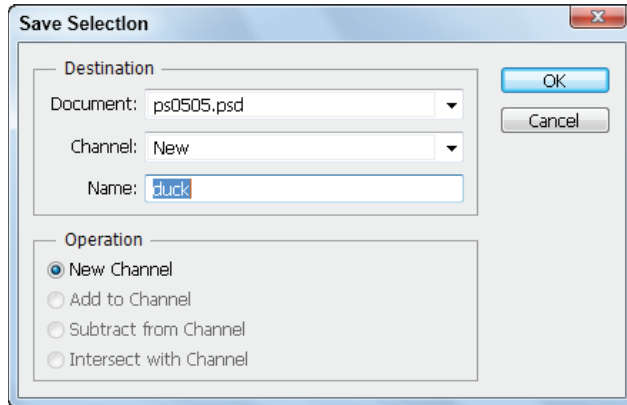 Save Selection
Destination
Document: ps0505.psd
Channel: New
Name: duck
OK
Cancel
Operation
New Channel
Add to Channel
Subtract from Channel
Intersect with Channel